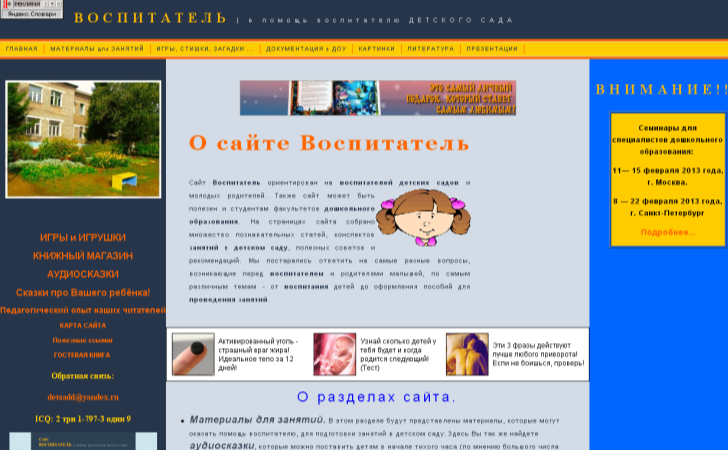 РЕКЛАМА
Яндекс.Словари
ВОСПИТАТЕЛЬ | в помощь воспитателю ДЕТСКОГО САДА
ГЛАВНАЯ
МАТЕРИАЛЫ для ЗАНЯТИЙ
ИГРЫ, СТИШКИ, ЗАГАДКИ ...
ДОКУМЕНТАЦИЯ в ДОУ
КАРТИНКИ
ЛИТЕРАТУРА
ПРЕЗЕНТАЦИИ
ИГРЫ и ИГРУШКИ
КНИЖНЫЙ МАГАЗИН
АУДИОСКАЗКИ
Сказки про Вашего ребёнка!
Педагогический опыт наших читателей
КАРТА САЙТА
Полезные ссылки
ГОСТЕВАЯ КНИГА
Обратная связь:
detsadd@yandex.ru
ICQ: 2 три 1-797-3 один 9
ЭТО САМЫЙ ЛИЧНЫЙ
ПОДАРОК, КОТОРЫЙ СТАНЕТ
САМЫМ ЛЮБИМЫМ!
О сайте Воспитатель
Сайт Воспитатель ориентирован на воспитателей детских садов и
молодых родителей. Также сайт может быть
полезен и студентам факультетов дошкольного
образования. На страницах сайта собрано
множество познавательных статей, конспектов
занятий в детском саду, полезных советов и
рекомендаций. Мы постарались ответить на самые разные вопросы,
возникающие перед воспитателем и родителями малышей, по самым
различным темам - от воспитания детей до оформления пособий для
проведения занятий.
Активированный уголь -
страшный враг жира!
Идеальное тело за 12
дней!
Узнай сколько детей у
тебя будет и когда
родится следующий!
(Тест)
Эти 3 фразы действуют
лучше любого приворота!
Если не боишься, проверь!
О разделах сайта.
Материалы для занятий. В этом разделе будут представлены материалы, которые могут
оказать помощь воспитателю, для подготовки занятий в детском саду. Здесь Вы так же найдете
аудиосказки, которые можно поставить детям в начале тихого часа (по мнению большого числа
ВНИМАНИЕ!!
Семинары для
специалистов дошкольного
образования:
11— 15 февраля 2013 года,
г. Москва.
8 — 22 февраля 2013 год,
г. Санкт-Петербург
Подробнее...